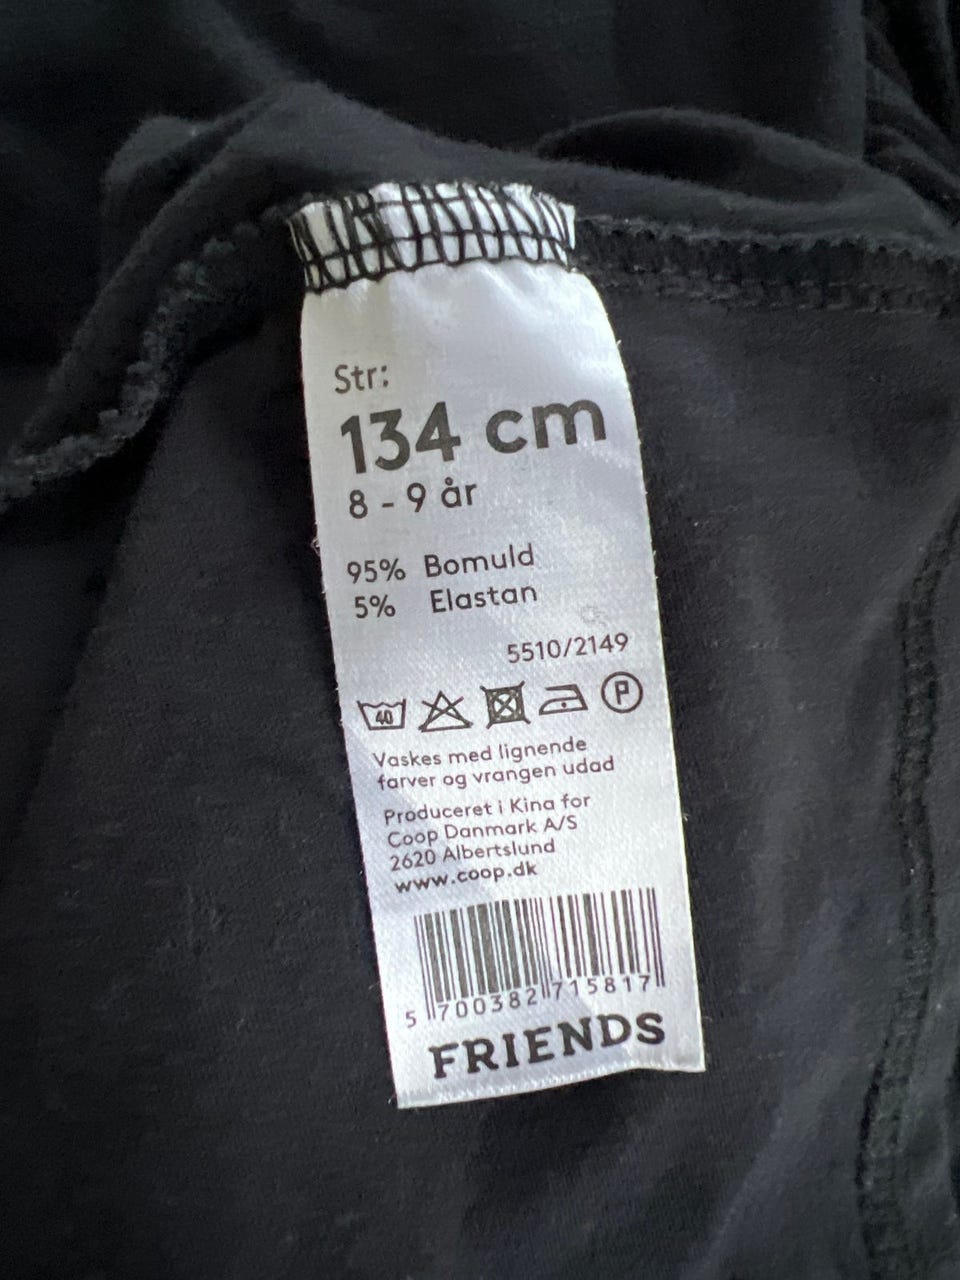 Str:
134 cm
8 - 9 år
95% Bomuld
5% Elastan
5510/2149
40 P
Vaskes med lignende
farver og vrangen udad
Produceret i Kina for
Coop Danmark A/S
2620 Albertslund
www.coop.dk
5 700382 715817
FRIENDS